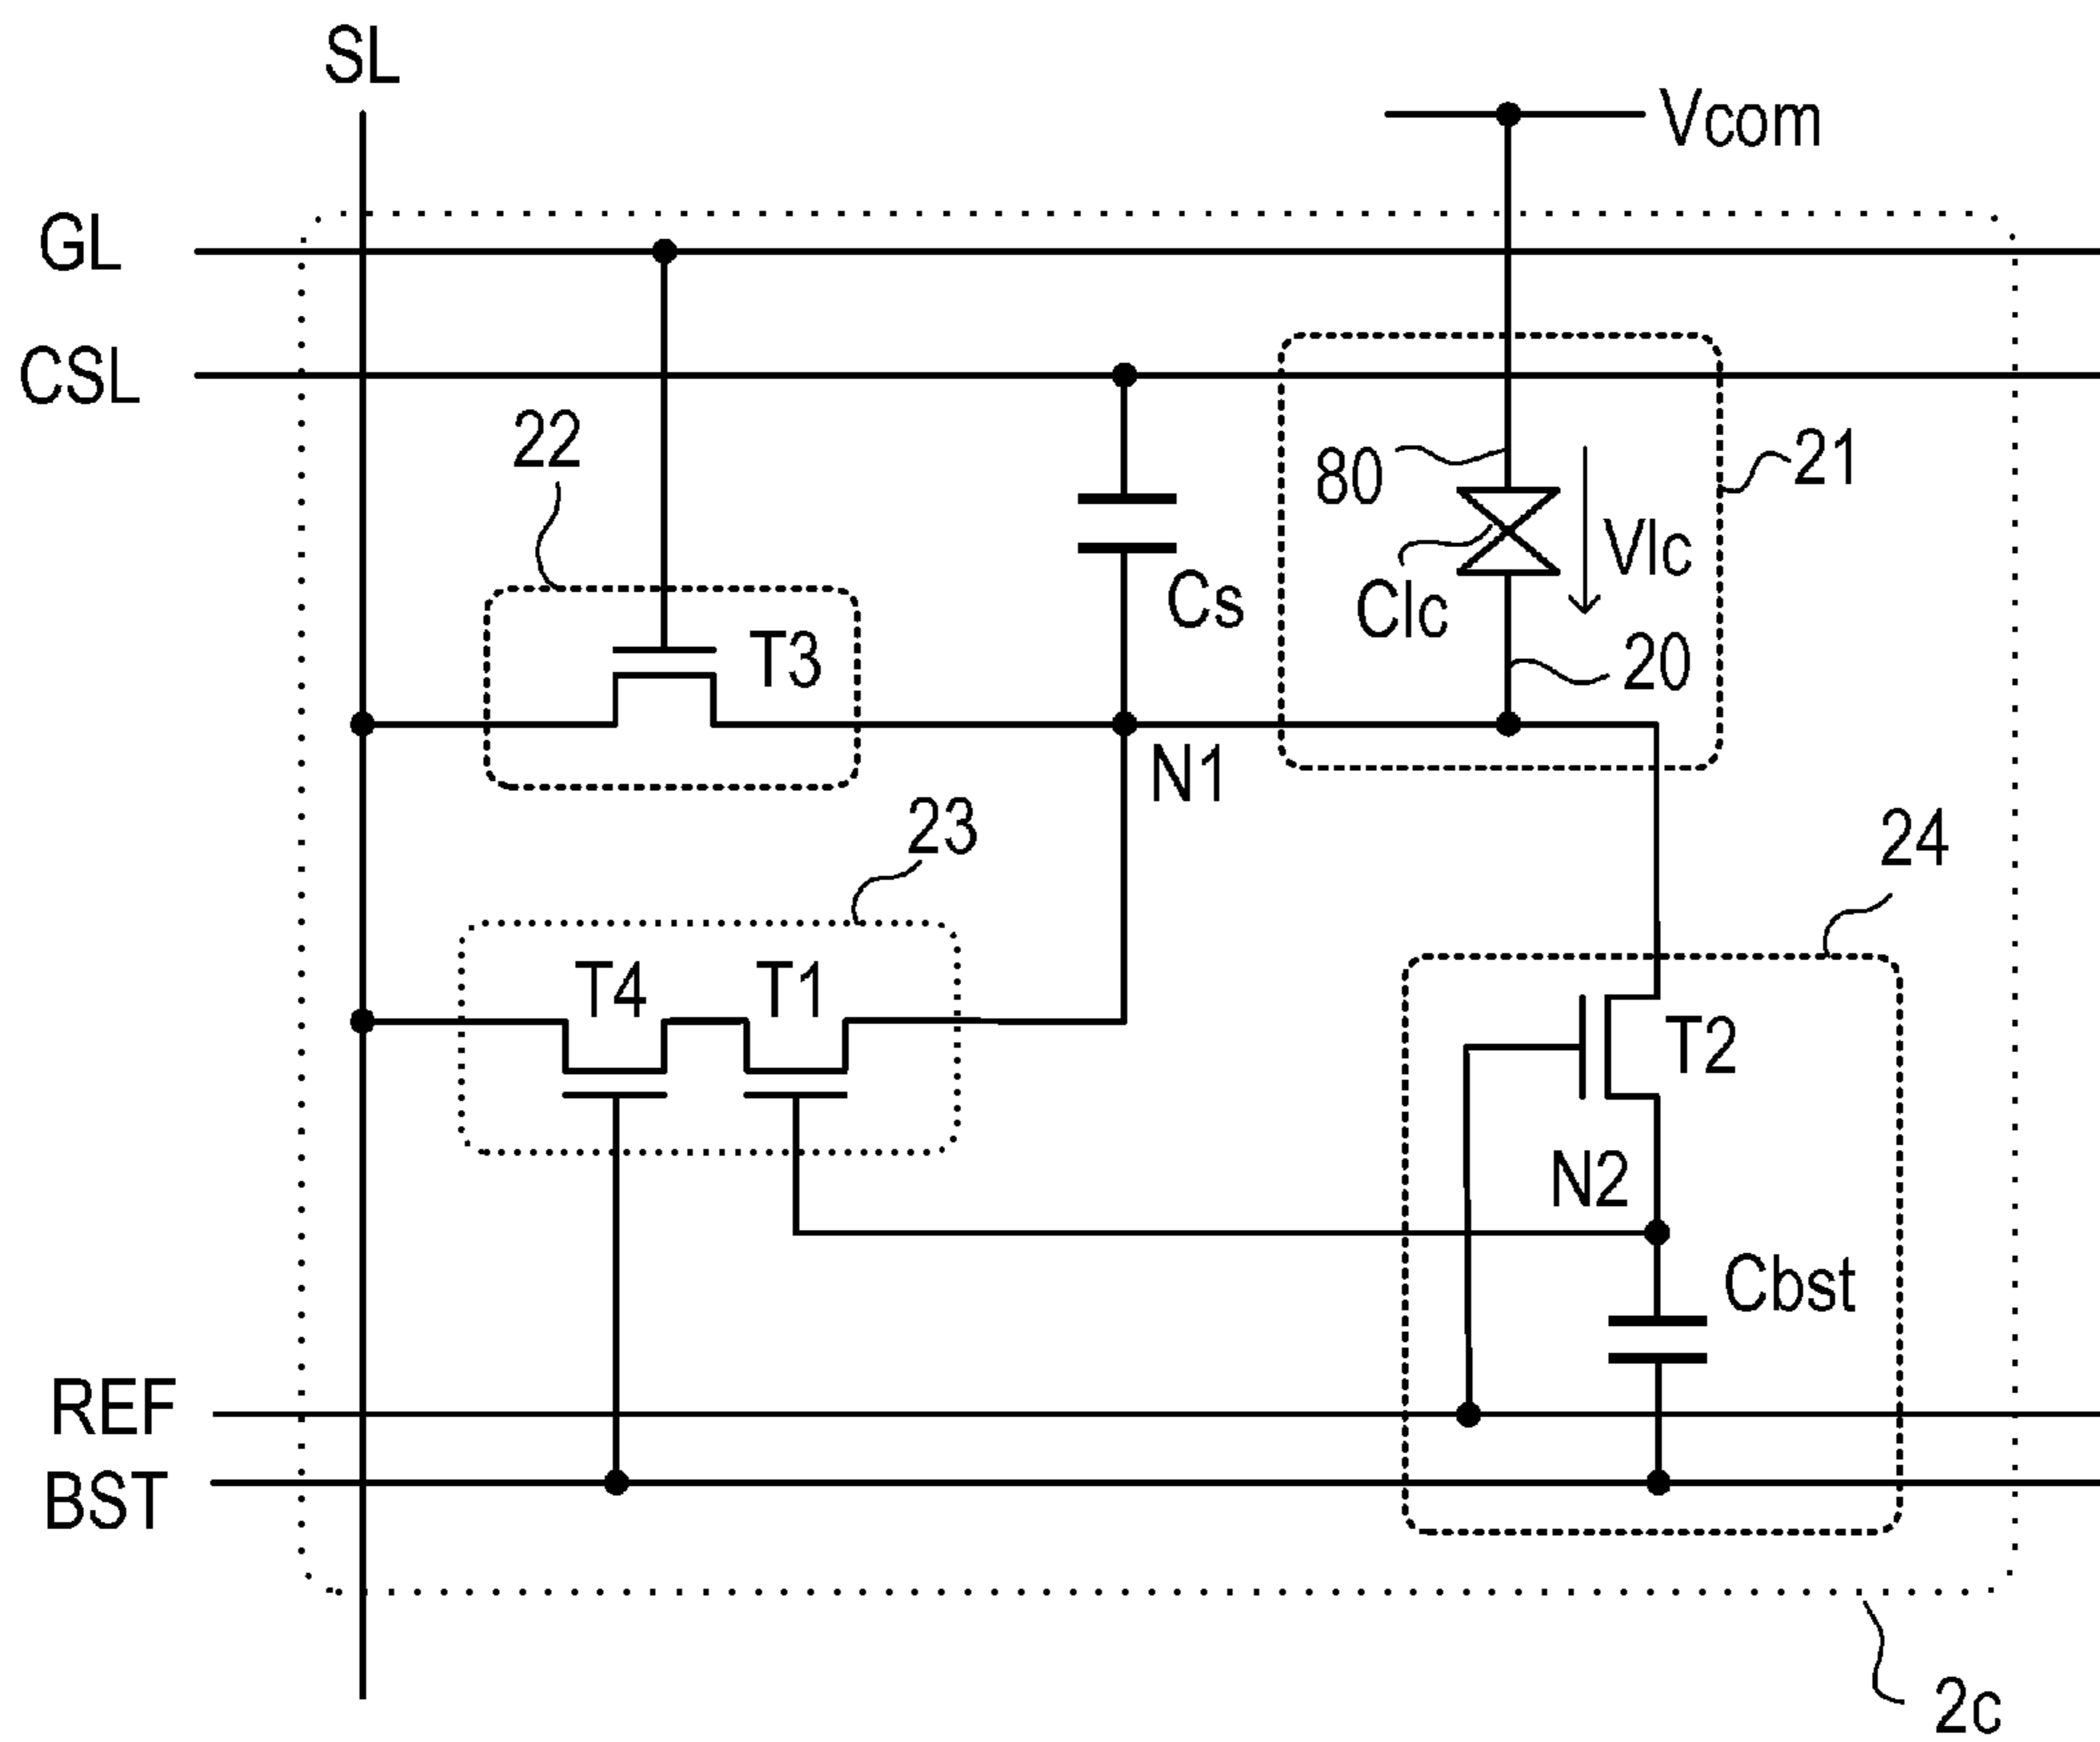 SL
Vcom
GL
CSL
22
80
21
Vlc
Clc
Cs
T3
20
N1
23
24
T4
T1
T2
N2
Cbst
REF
BST
2c